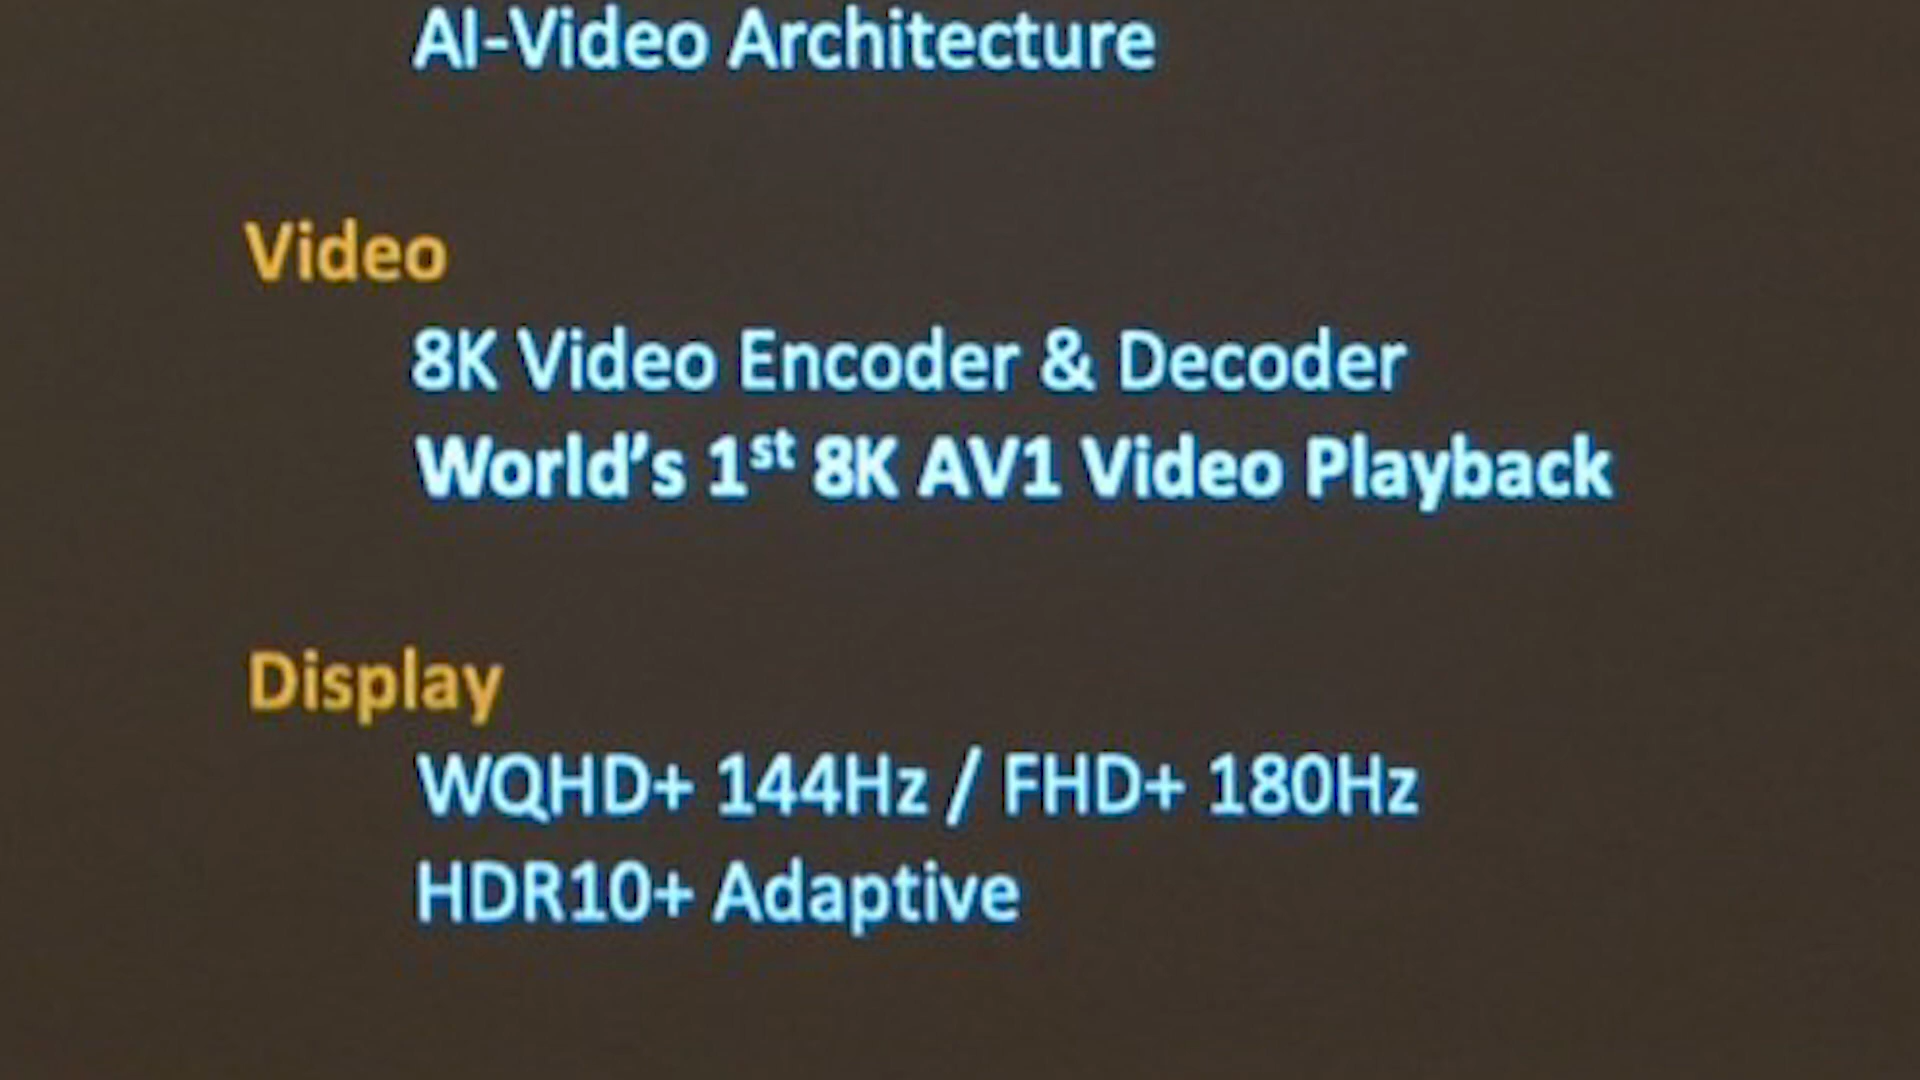 AI-Video Architecture
Video
8K Video Encoder & Decoder
World's 1st 8K AV1 Video Playback
Display
WQHD+ 144Hz / FHD+ 180Hz
HDR10+ Adaptive